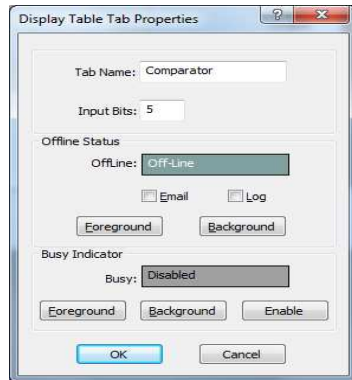 Display Table Tab Properties
Tab Name: Comparator
Input Bits: 5
Offline Status
OffLine: Off-Line
Email Log
Foreground Background
Busy Indicator
Busy: Disabled
Foreground Background Enable
OK Cancel